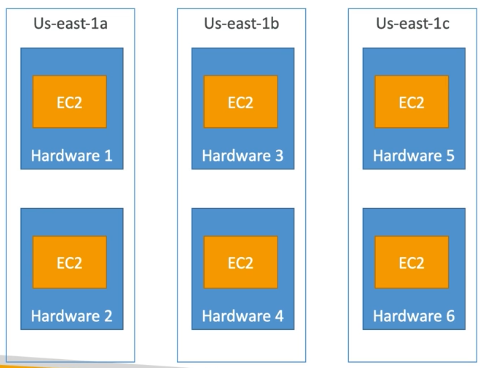 Us-east-1a
EC2
Hardware 1
EC2
Hardware 2
Us-east-1b
EC2
Hardware 3
EC2
Hardware 4
Us-east-1c
EC2
Hardware 5
EC2
Hardware 6